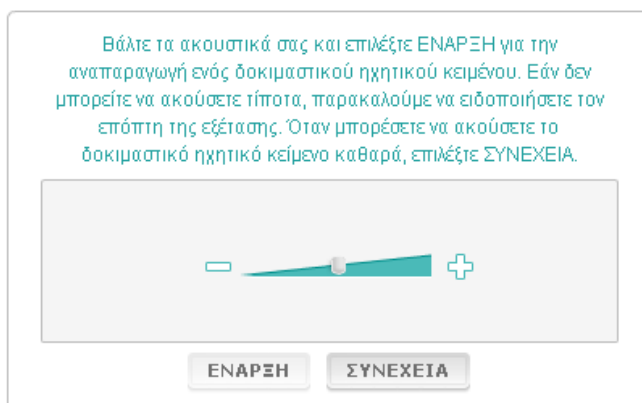 Βάλτε τα ακουστικά σας και επιλέξτε ΕΝΑΡΞΗ για την
αναπαραγωγή ενός δοκιμαστικού ηχητικού κειμένου. Εάν δεν
μπορείτε να ακούσετε τίποτα, παρακαλούμε να ειδοποιήσετε τον
επόπτη της εξέτασης. Όταν μπορέσετε να ακούσετε το
δοκιμαστικό ηχητικό κείμενο καθαρά, επιλέξτε ΣΥΝΕΧΕΙΑ.
ΕΝΑΡΞΗ ΣΥΝΕΧΕΙΑ